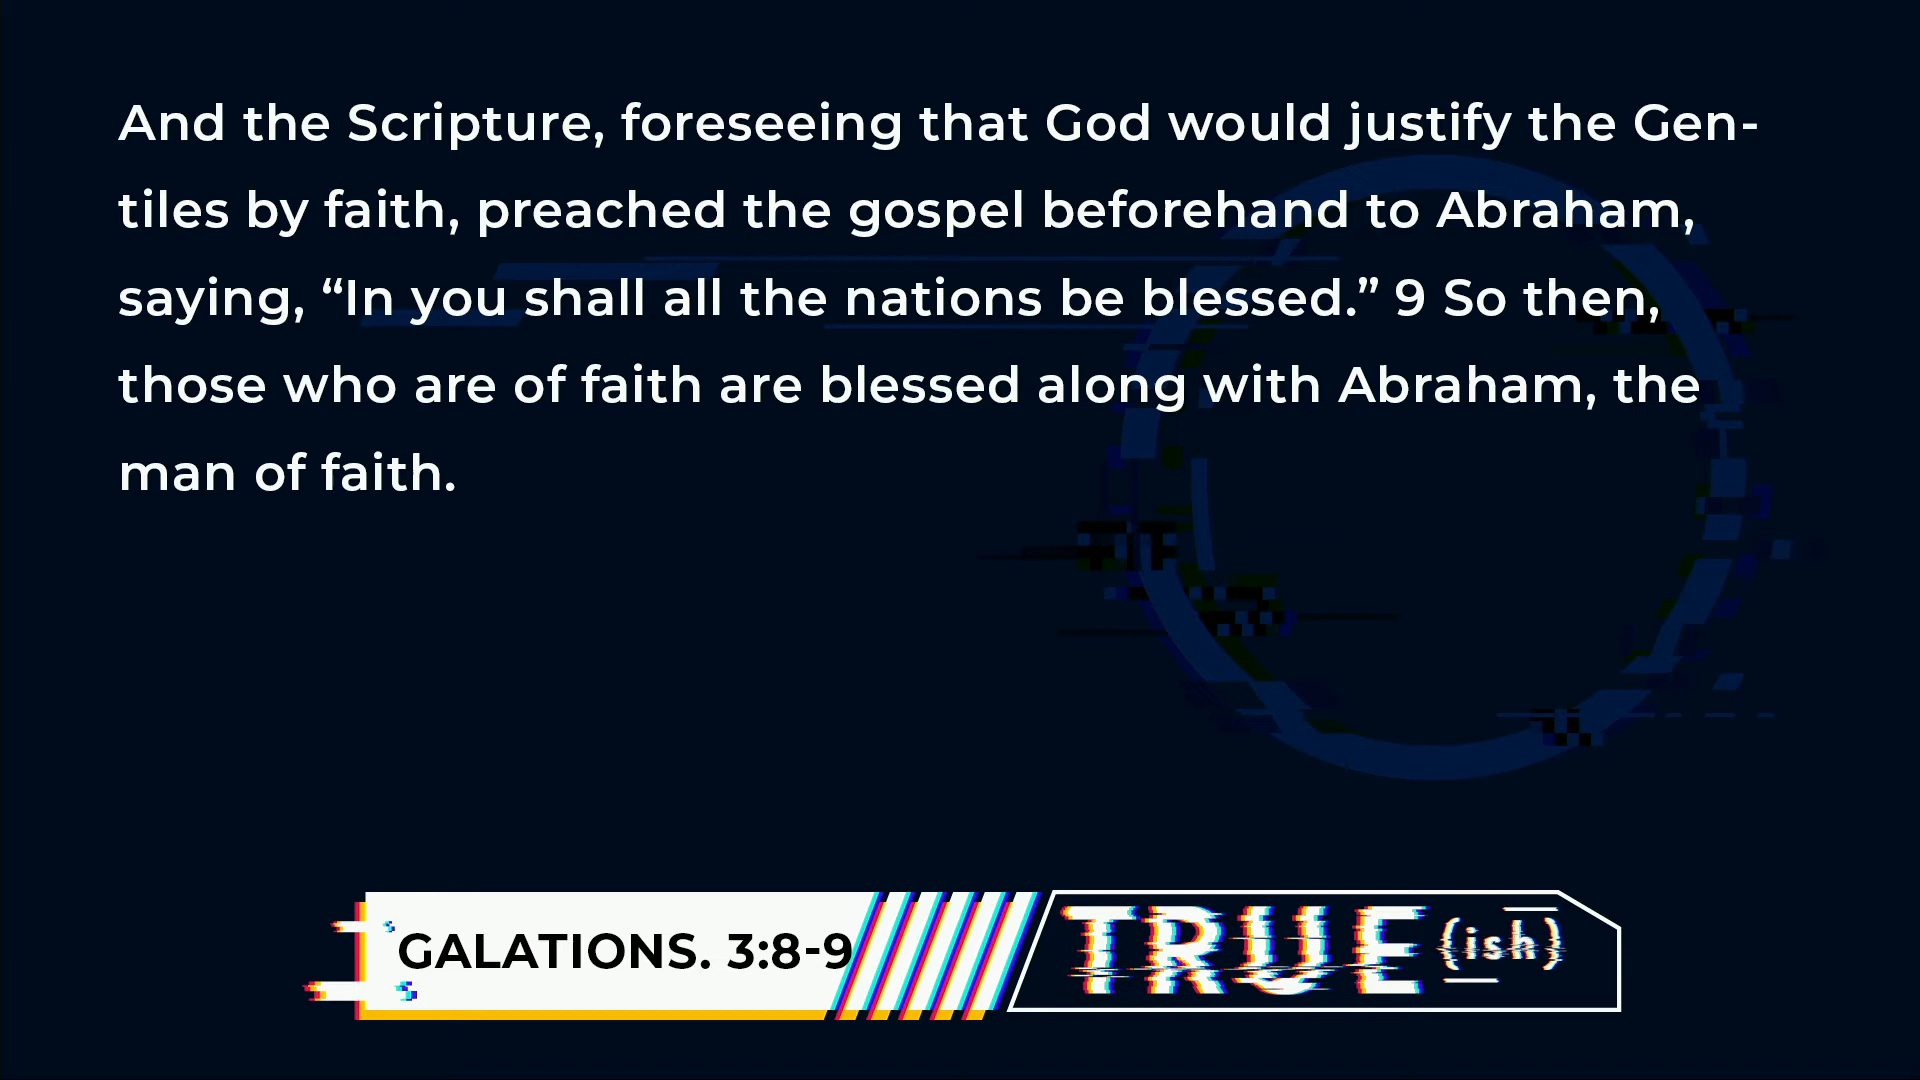 And the Scripture, foreseeing that God would justify the Gen-
tiles by faith, preached the gospel beforehand to Abraham,
saying, “In you shall all the nations be blessed.” 9 So then,
those who are of faith are blessed along with Abraham, the
man of faith.
GALATIONS. 3:8-9
TRUE (ish)